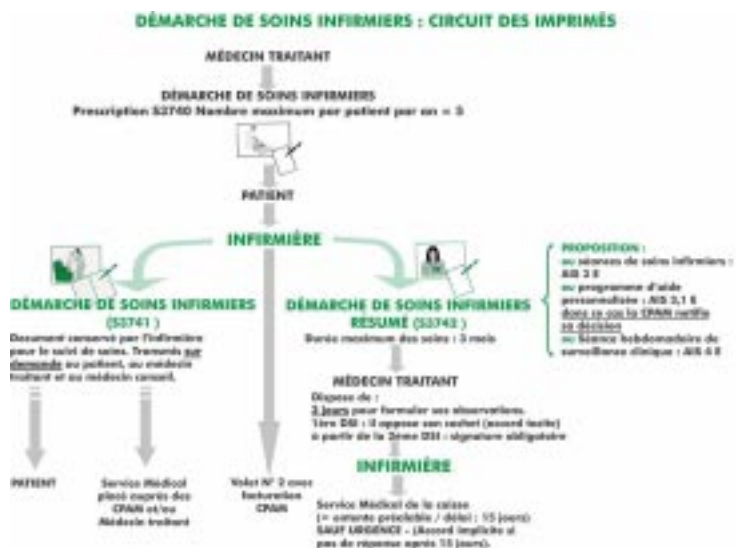 DÉMARCHE DE SOINS INFIRMIERS : CIRCUIT DES IMPRIMÉS
MÉDECIN TRAITANT
DÉMARCHE DE SOINS INFIRMIERS
Prescription S3740 Nombre maximum par patient par an = 5
PATIENT
INFIRMIÈRE
DÉMARCHE DE SOINS INFIRMIERS
(S3741)
Document conservé par l'infirmière
pour le suivi de soins. Transmis sur
demande au patient, au médecin
traitant et au médecin conseil.
PATIENT
Service Médical
placé auprès des
CPAM et/ou
Médecin traitant
Volet N° 2 avec
facturation
CPAM
DÉMARCHE DE SOINS INFIRMIERS
RÉSUMÉ (S3742)
Durée maximum des soins : 3 mois
MÉDECIN TRAITANT
Dispose de :
3 jours pour formuler ses observations.
1ère DSI : il appose son cachet (accord tacite)
à partir de la 2ème DSI : signature obligatoire
INFIRMIÈRE
Service Médical de la caisse
(= entente préalable / délai : 15 jours)
SAUF URGENCE - (Accord implicite si
pas de réponse après 15 jours).
PROPOSITION :
ou séances de soins infirmiers :
AIS 3 E
ou programme d'aide
personnalisée : AIS 3,1 E
dans ce cas la CPAM notifie
sa décision
ou Séance hebdomadaire de
surveillance clinique : AIS 4 E